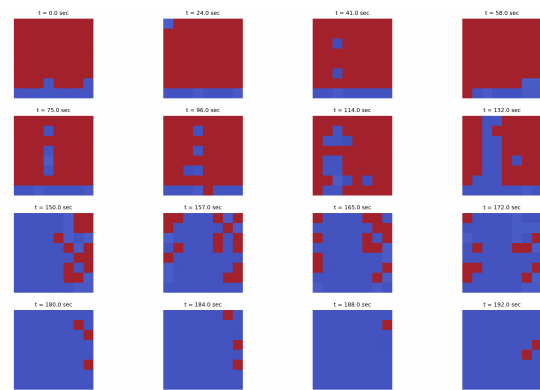 t = 0.0 sec
t = 24.0 sec
t = 41.0 sec
t = 58.0 sec
t = 75.0 sec
t = 96.0 sec
t = 114.0 sec
t = 132.0 sec
t = 150.0 sec
t = 157.0 sec
t = 165.0 sec
t = 172.0 sec
t = 180.0 sec
t = 184.0 sec
t = 188.0 sec
t = 192.0 sec